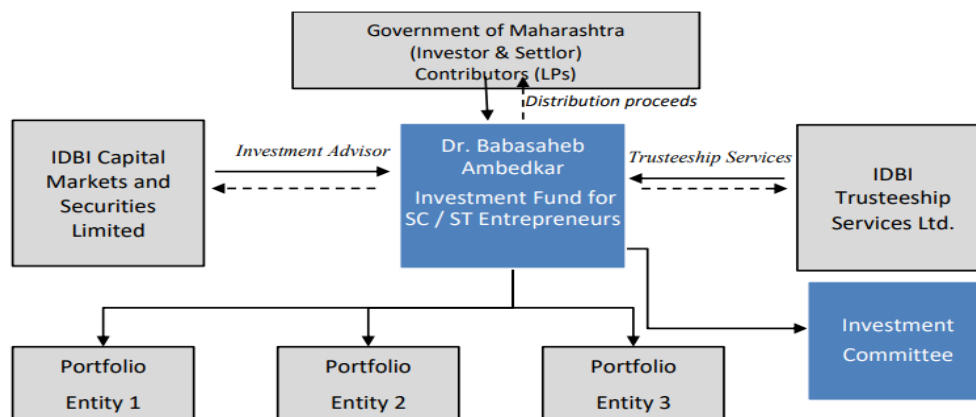 Government of Maharashtra
(Investor & Settlor)
Contributors (LPs)
Distribution proceeds
IDBI Capital
Markets and
Securities
Limited
Investment Advisor
Dr. Babasaheb
Ambedkar
Investment Fund for
SC / ST Entrepreneurs
Trusteeship Services
IDBI
Trusteeship
Services Ltd.
Investment
Committee
Portfolio
Entity 1
Portfolio
Entity 2
Portfolio
Entity 3